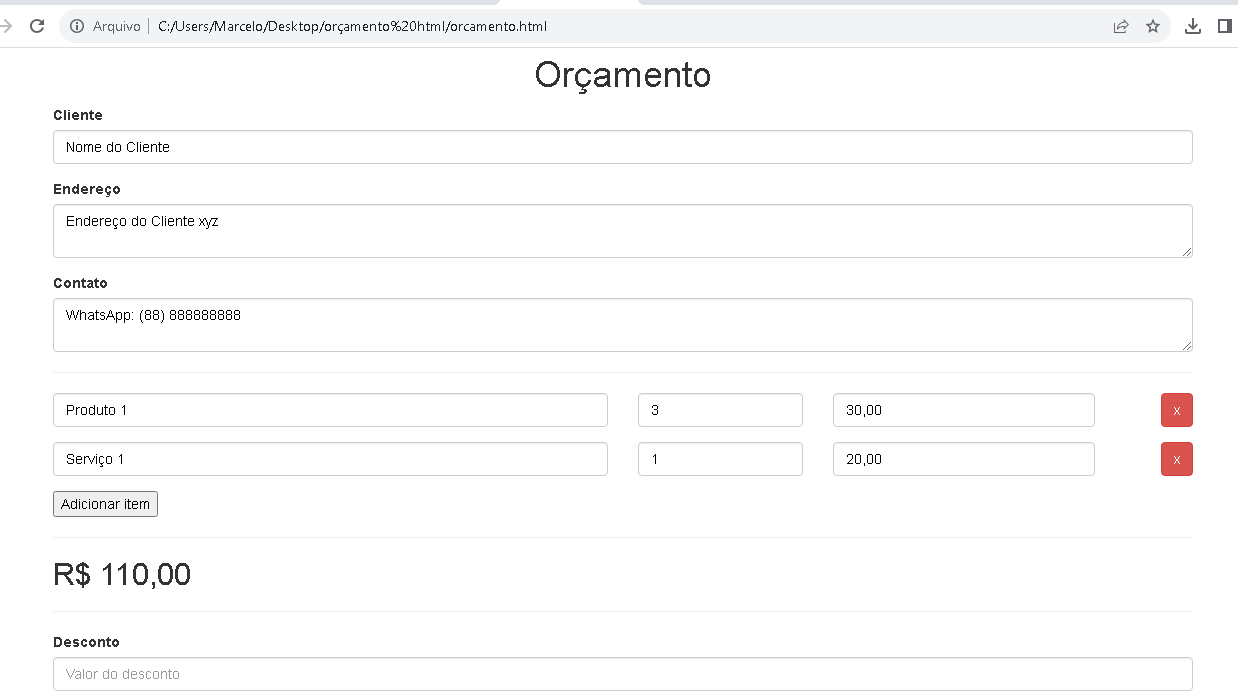 Arquivo | C:/Users/Marcelo/Desktop/orçamento%20html/orcamento.html
Orçamento
Cliente
Nome do Cliente
Endereço
Endereço do Cliente xyz
Contato
WhatsApp: (88) 888888888
Produto 1 3 30,00 x
Serviço 1 1 20,00 x
Adicionar item
R$ 110,00
Desconto
Valor do desconto